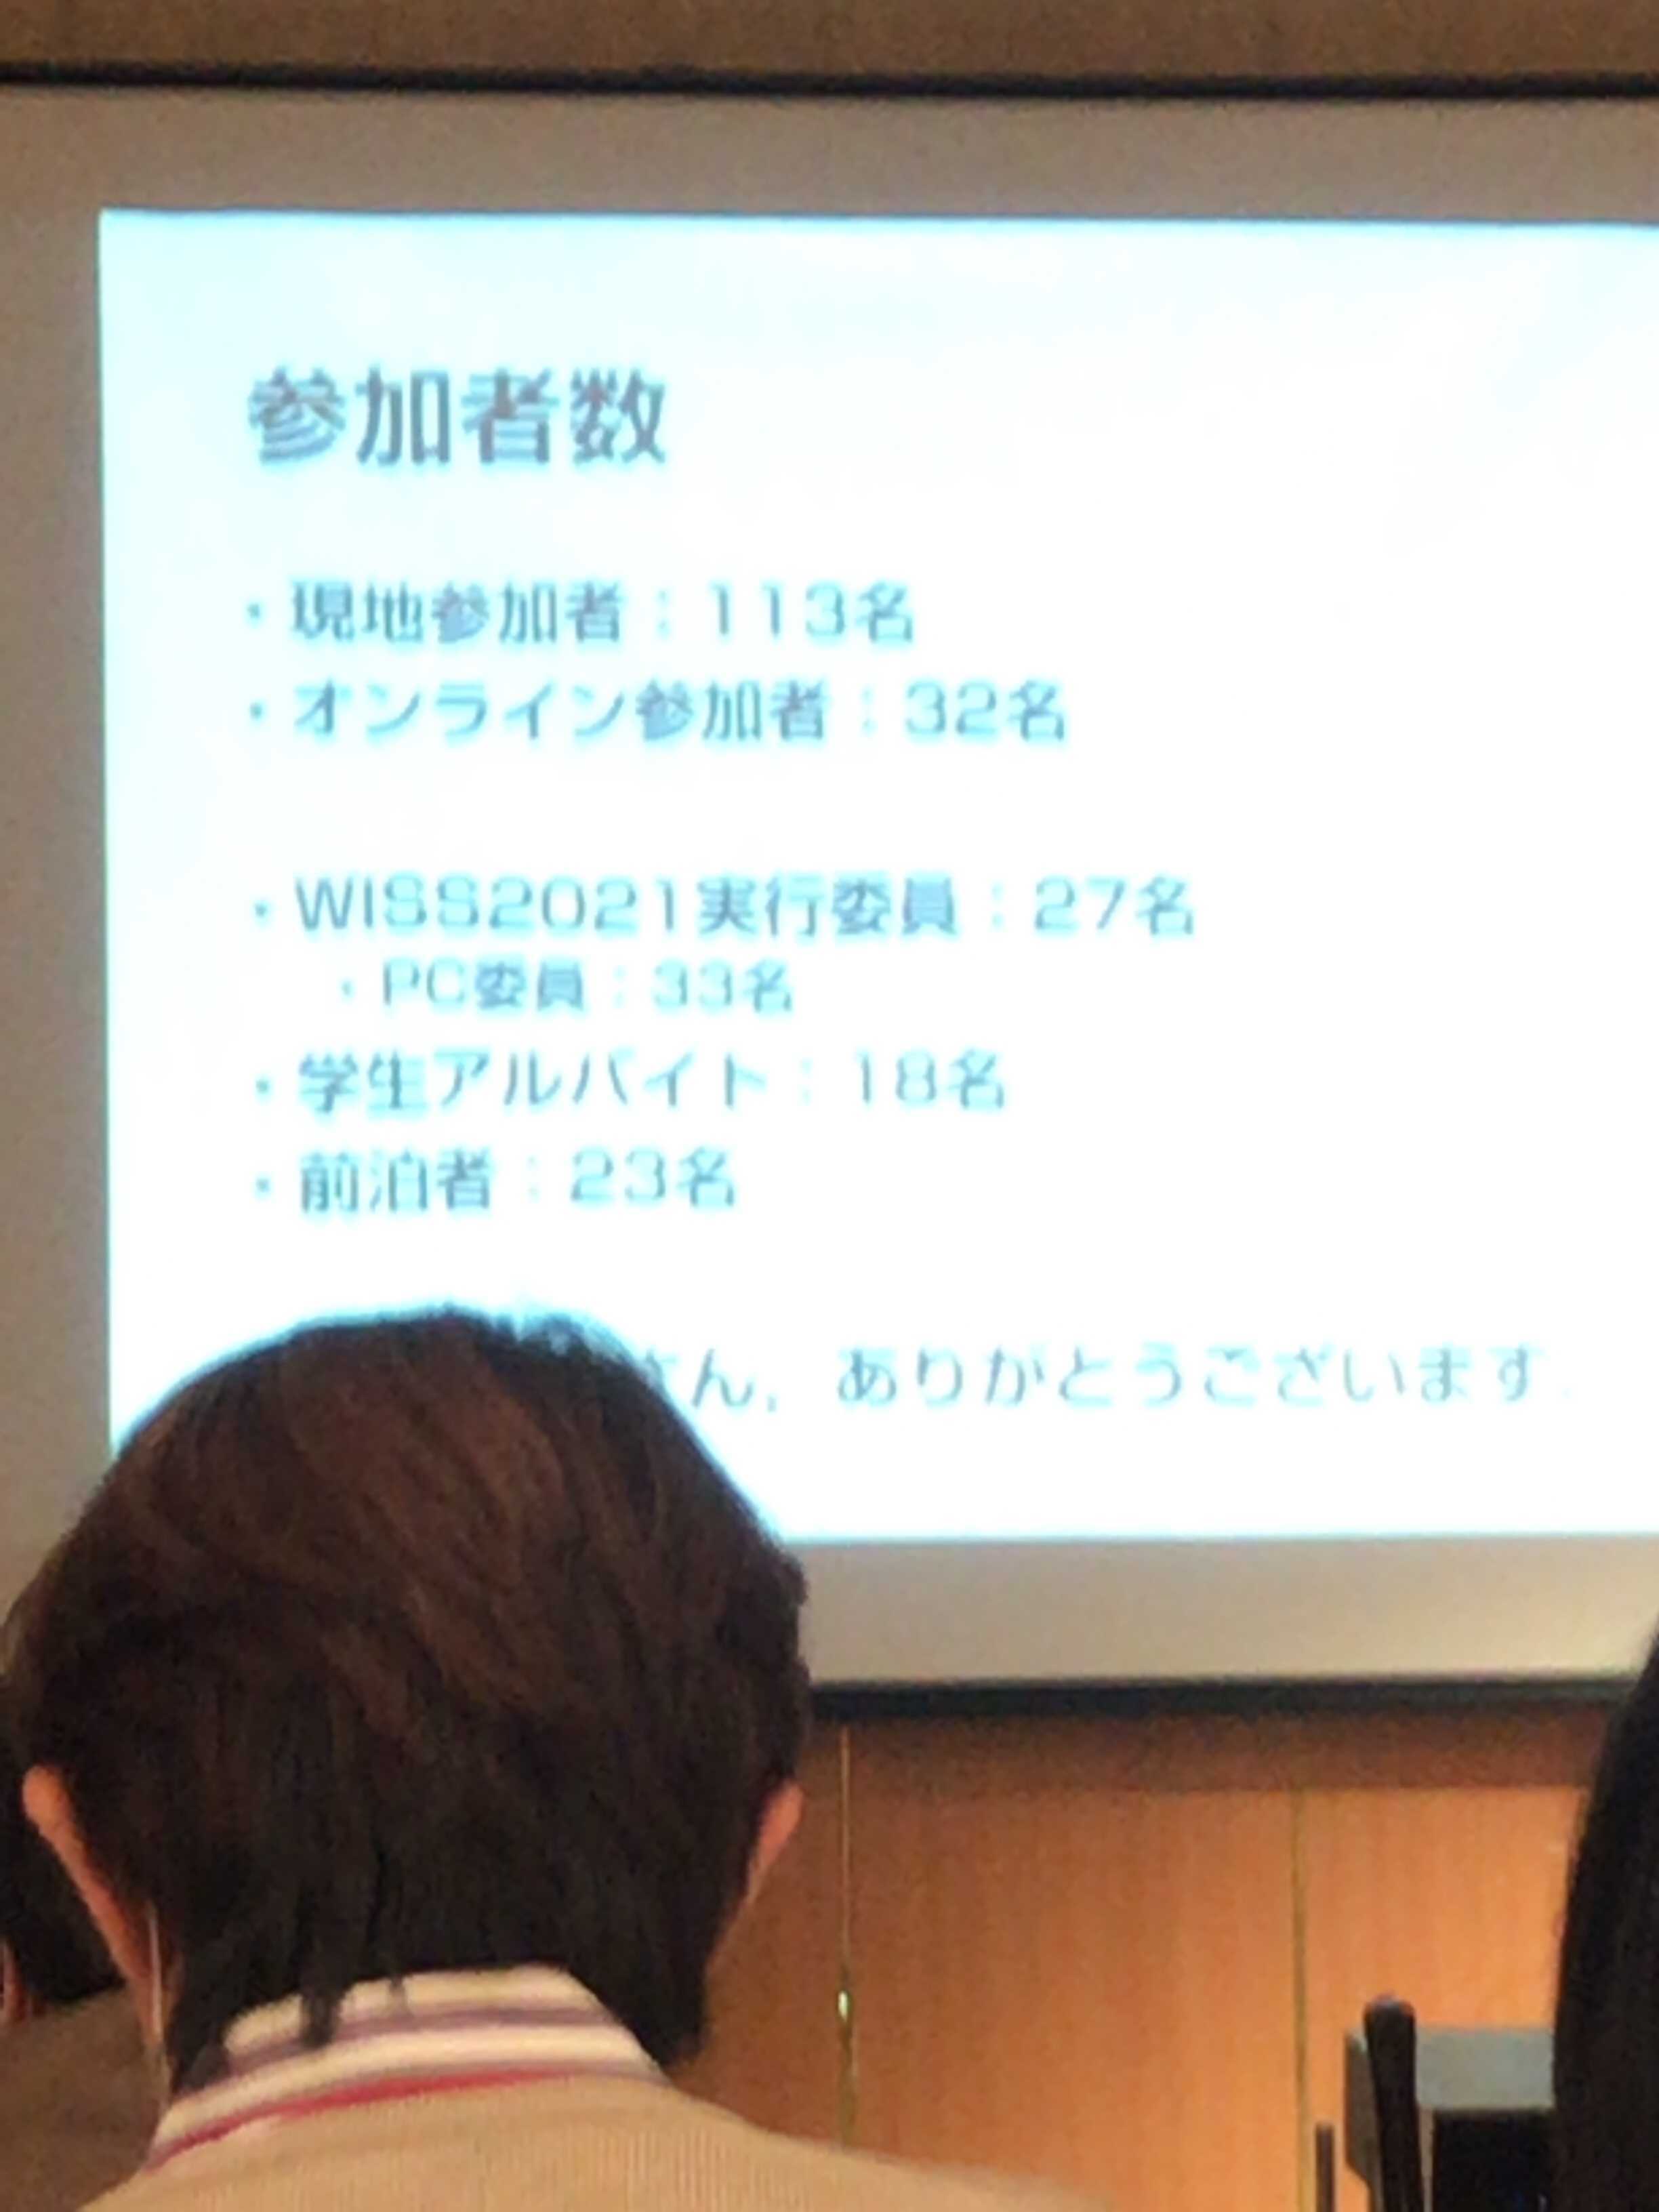 参加者数
・現地参加者：113名
・オンライン参加者：32名
・WISS2021実行委員：27名
・PC委員：33名
・学生アルバイト：18名
・前泊者：23名
さん，ありがとうございます．